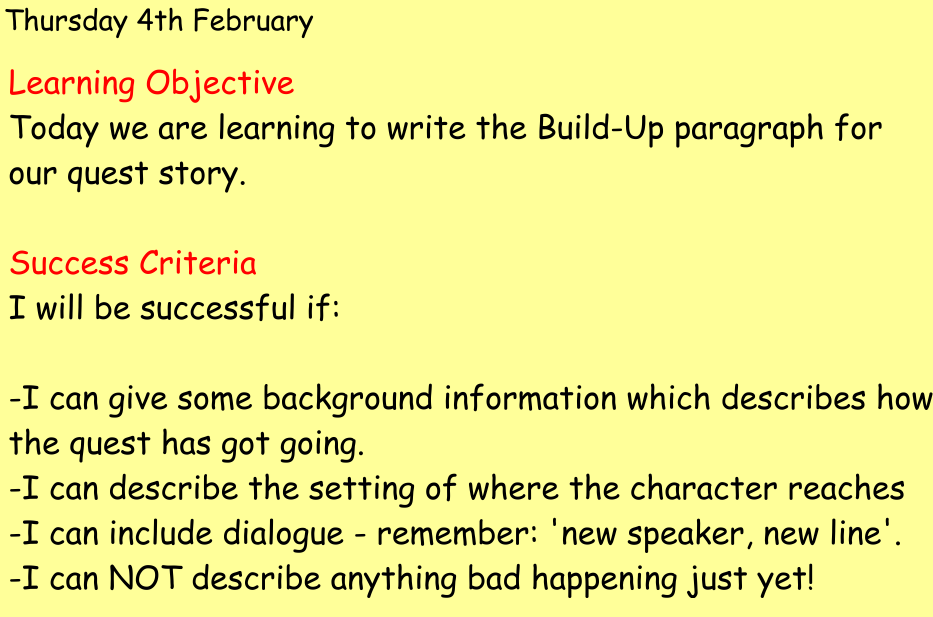 Thursday 4th February
Learning Objective
Today we are learning to write the Build-Up paragraph for
our quest story.
Success Criteria
I will be successful if:
-I can give some background information which describes how
the quest has got going.
-I can describe the setting of where the character reaches
-I can include dialogue - remember: 'new speaker, new line'.
-I can NOT describe anything bad happening just yet!